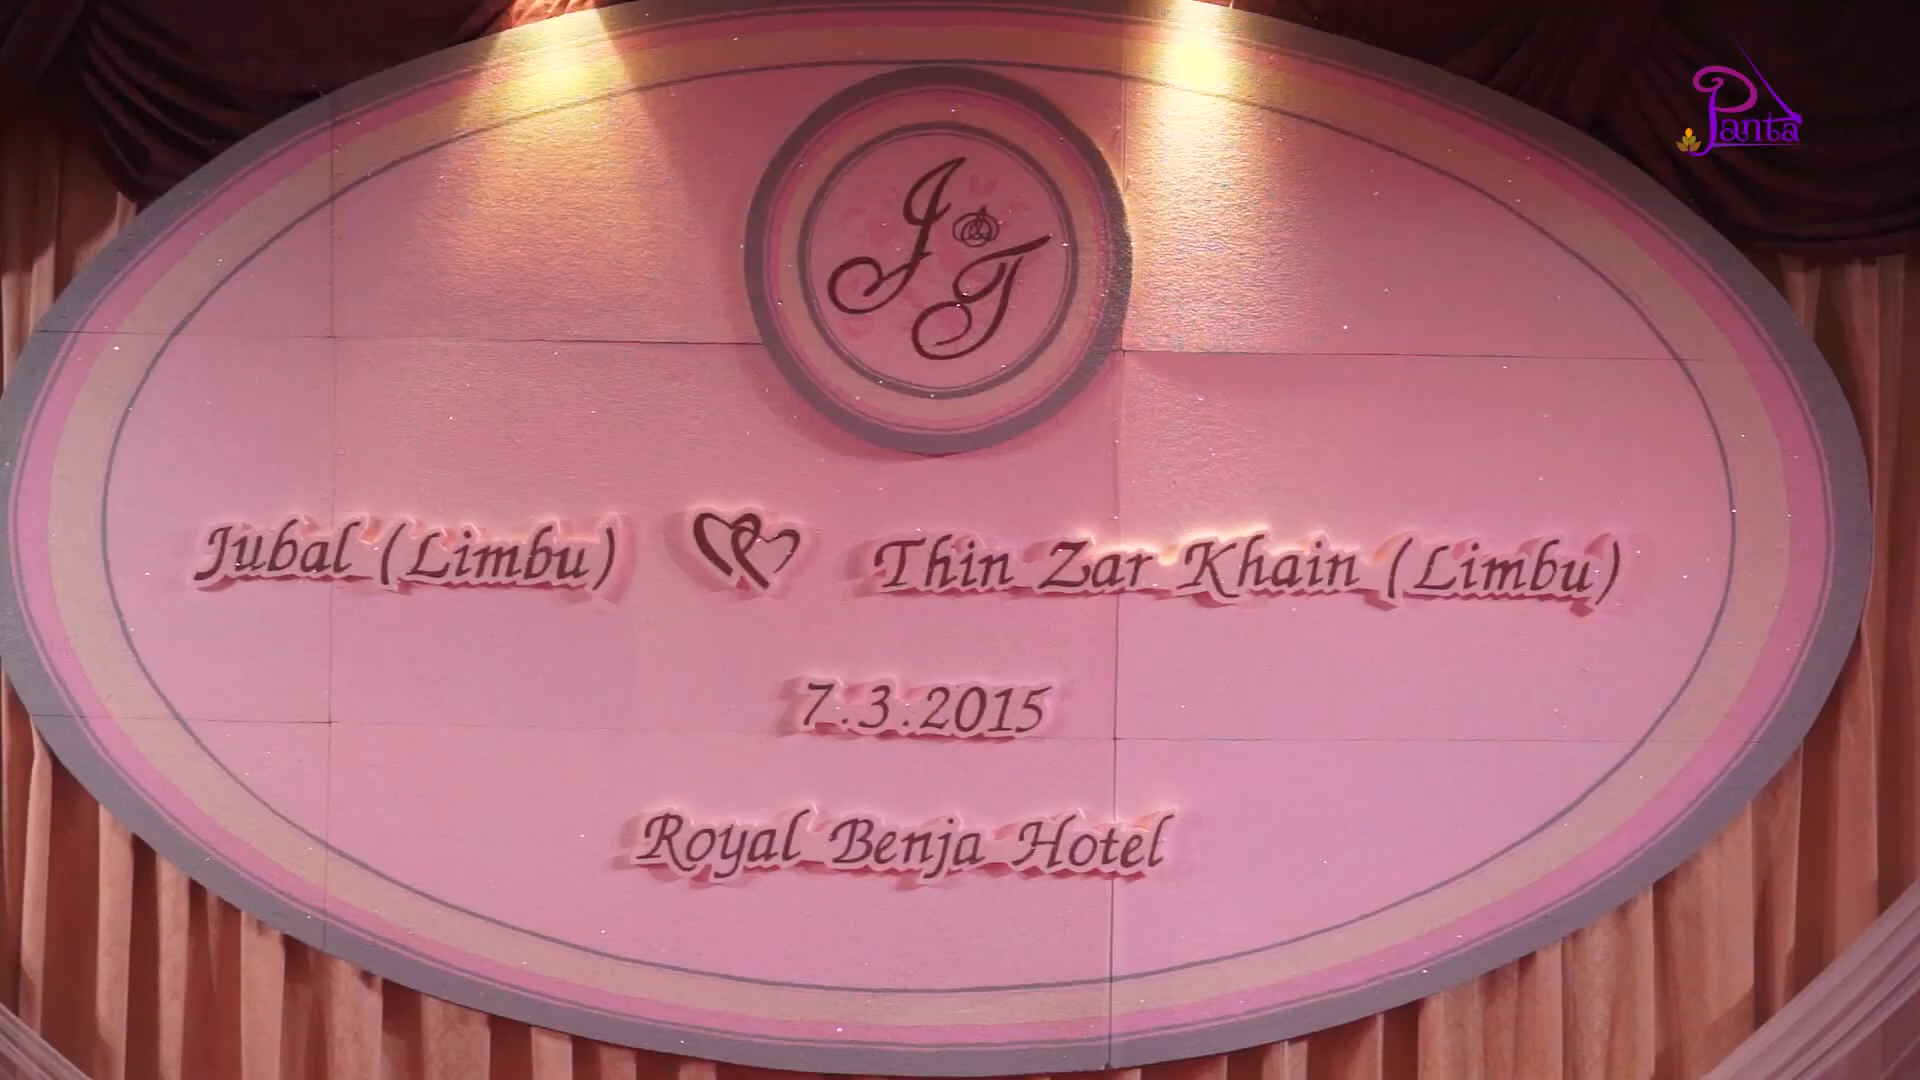 Panta
J T
Jubal (Limbu) Thin Zar Khain (Limbu)
7.3.2015
Royal Benja Hotel